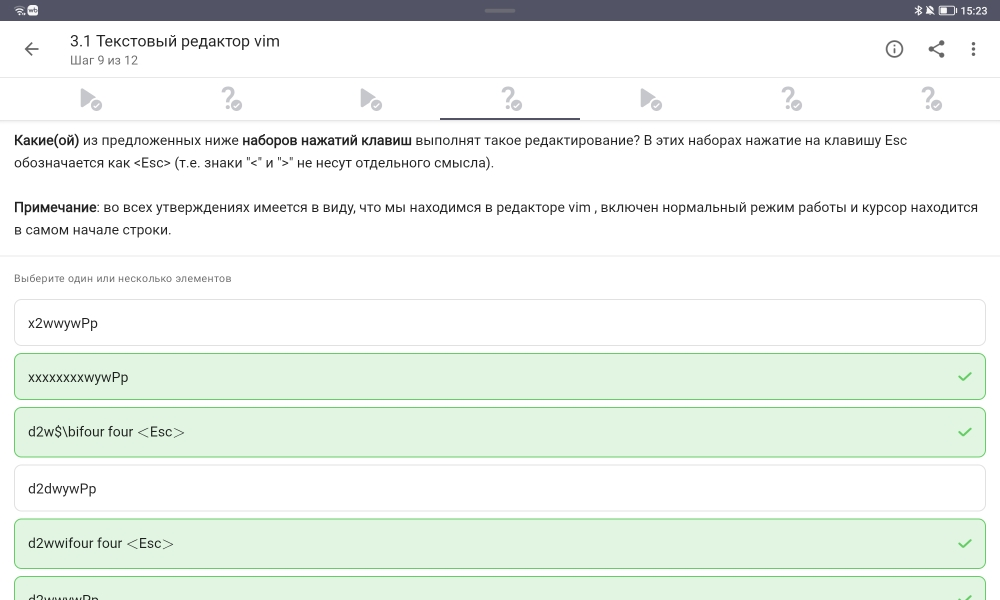 wb
15:23
3.1 Текстовый редактор vim
Шаг 9 из 12
Какие(ой) из предложенных ниже наборов нажатий клавиш выполнят такое редактирование? В этих наборах нажатие на клавишу Esc
обозначается как <Esc> (т.е. знаки "<" и ">" не несут отдельного смысла).
Примечание: во всех утверждениях имеется в виду, что мы находимся в редакторе vim , включен нормальный режим работы и курсор находится
в самом начале строки.
Выберите один или несколько элементов
x2wwywPp
xxxxxxxxwywPp
d2w$\bifour four <Esc>
d2dwywPp
d2wwifour four <Esc>
d2wwywPp